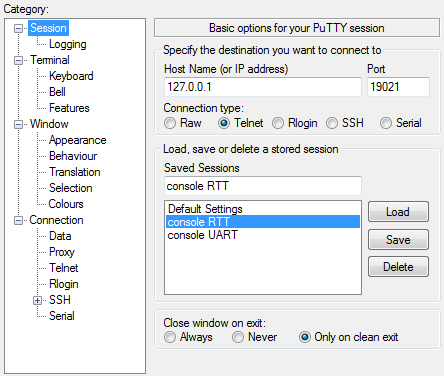 Category:
Session
Logging
Terminal
Keyboard
Bell
Features
Window
Appearance
Behaviour
Translation
Selection
Colours
Connection
Data
Proxy
Telnet
Rlogin
SSH
Serial
Basic options for your PuTTY session
Specify the destination you want to connect to
Host Name (or IP address) Port
127.0.0.1 19021
Connection type:
Raw Telnet Rlogin SSH Serial
Load, save or delete a stored session
Saved Sessions
console RTT
Default Settings
console RTT
console UART
Load
Save
Delete
Close window on exit:
Always Never Only on clean exit